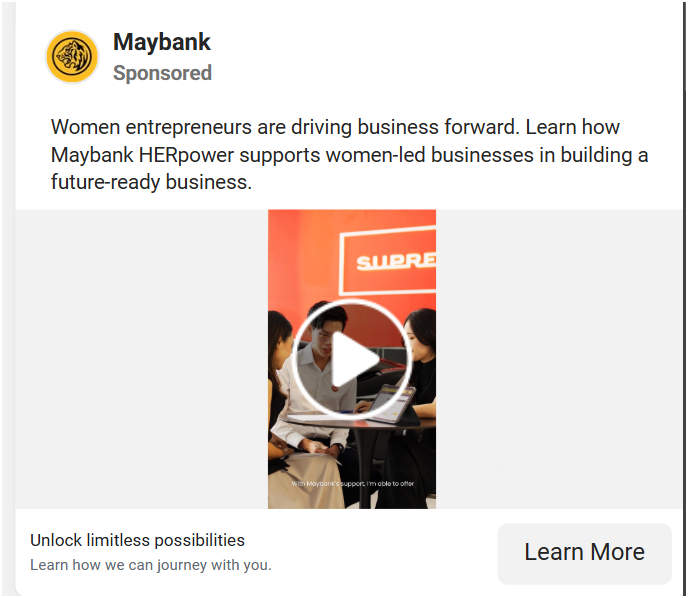 Maybank
Sponsored
Women entrepreneurs are driving business forward. Learn how
Maybank HERpower supports women-led businesses in building a
future-ready business.
SUPRE
With Maybank's support, I'm able to offer
Unlock limitless possibilities
Learn how we can journey with you.
Learn More